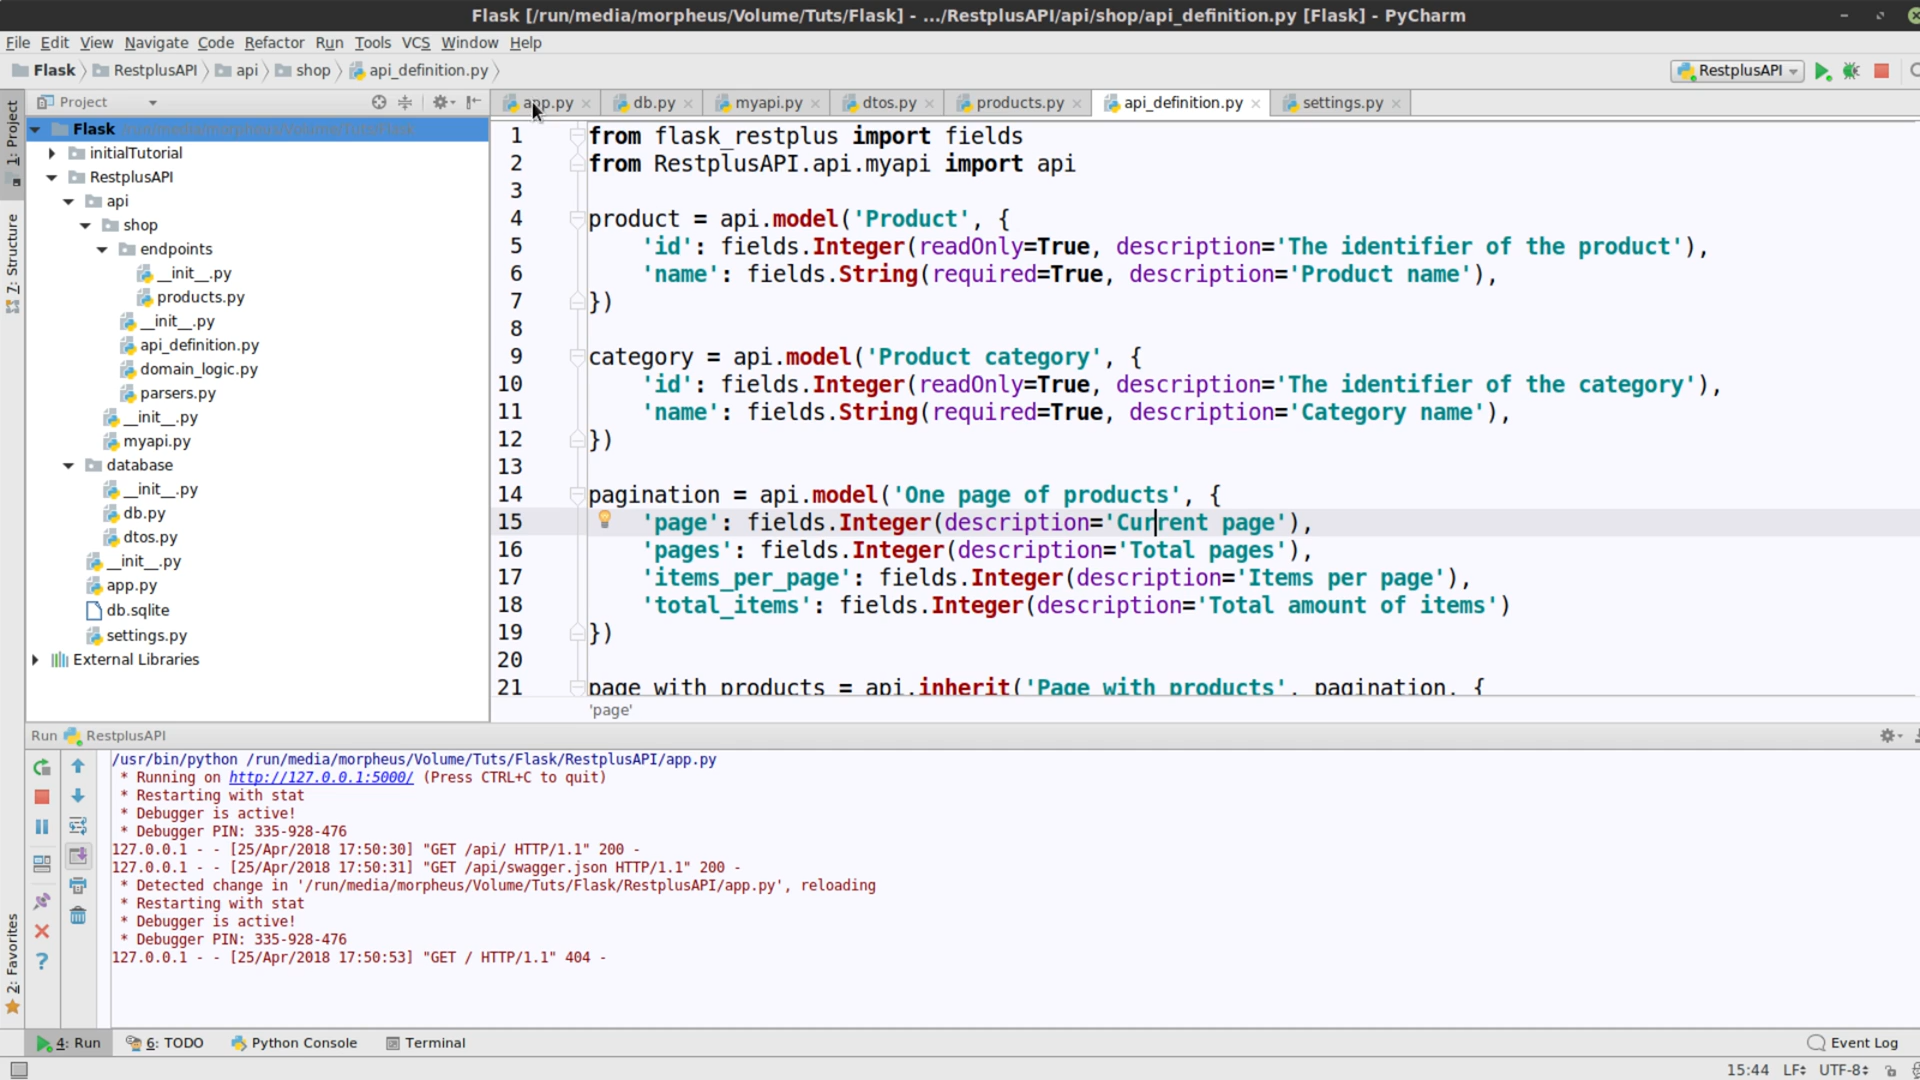 Flask [/run/media/morpheus/Volume/Tuts/Flask] - .../RestplusAPI/api/shop/api_definition.py [Flask] - PyCharm
File Edit View Navigate Code Refactor Run Tools VCS Window Help
Flask RestplusAPI api shop api_definition.py
RestplusAPI
Project
app.py db.py myapi.py dtos.py products.py api_definition.py settings.py
1: Project
7: Structure
2: Favorites
Flask /run/media/morpheus/Volume/Tuts/Flask
initialTutorial
RestplusAPI
api
shop
endpoints
__init__.py
products.py
__init__.py
api_definition.py
domain_logic.py
parsers.py
__init__.py
myapi.py
database
__init__.py
db.py
dtos.py
__init__.py
app.py
db.sqlite
settings.py
External Libraries
1 from flask_restplus import fields
2 from RestplusAPI.api.myapi import api
3
4 product = api.model('Product', {
5     'id': fields.Integer(readOnly=True, description='The identifier of the product'),
6     'name': fields.String(required=True, description='Product name'),
7 })
8
9 category = api.model('Product category', {
10     'id': fields.Integer(readOnly=True, description='The identifier of the category'),
11     'name': fields.String(required=True, description='Category name'),
12 })
13
14 pagination = api.model('One page of products', {
15     'page': fields.Integer(description='Current page'),
16     'pages': fields.Integer(description='Total pages'),
17     'items_per_page': fields.Integer(description='Items per page'),
18     'total_items': fields.Integer(description='Total amount of items')
19 })
20
21 page_with_products = api.inherit('Page with products', pagination, {
'page'
Run RestplusAPI
/usr/bin/python /run/media/morpheus/Volume/Tuts/Flask/RestplusAPI/app.py
* Running on http://127.0.0.1:5000/ (Press CTRL+C to quit)
* Restarting with stat
* Debugger is active!
* Debugger PIN: 335-928-476
127.0.0.1 - - [25/Apr/2018 17:50:30] "GET /api/ HTTP/1.1" 200 -
127.0.0.1 - - [25/Apr/2018 17:50:31] "GET /api/swagger.json HTTP/1.1" 200 -
* Detected change in '/run/media/morpheus/Volume/Tuts/Flask/RestplusAPI/app.py', reloading
* Restarting with stat
* Debugger is active!
* Debugger PIN: 335-928-476
127.0.0.1 - - [25/Apr/2018 17:50:53] "GET / HTTP/1.1" 404 -
4: Run 6: TODO Python Console Terminal Event Log
15:44 LF UTF-8